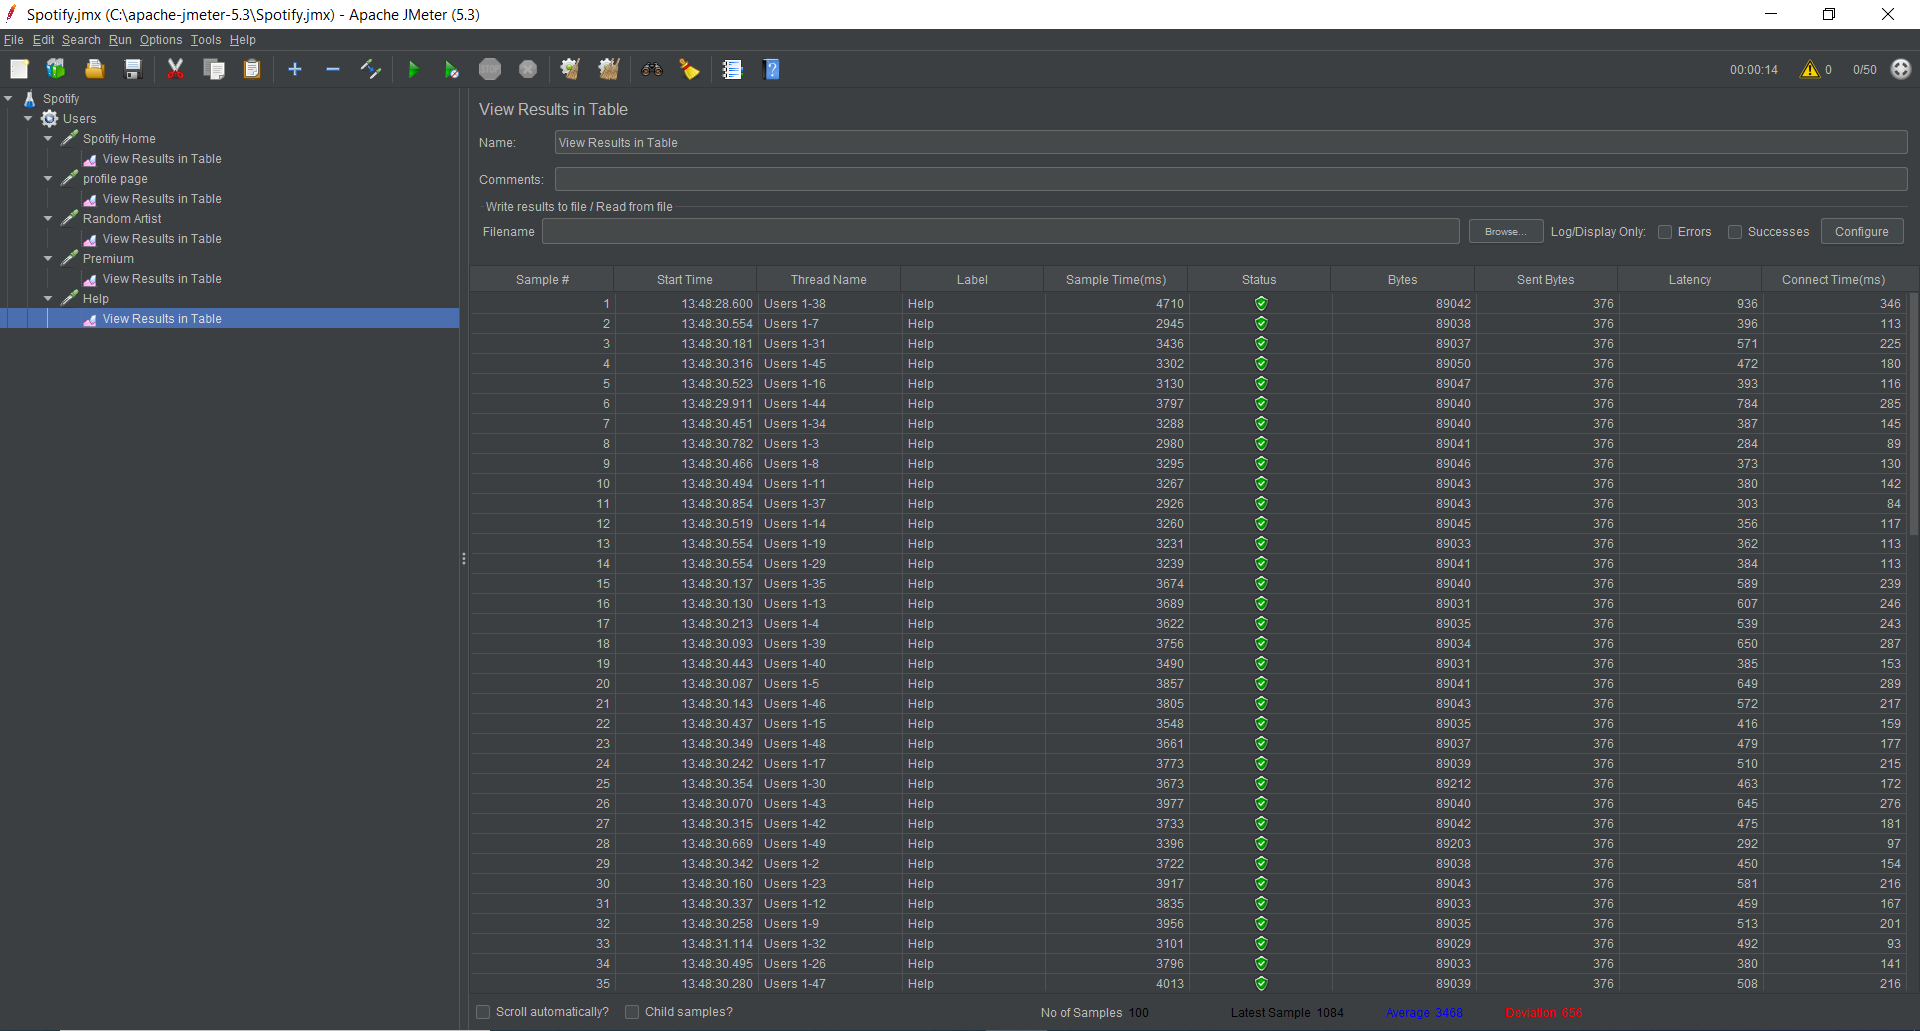 Spotify.jmx (C:\apache-jmeter-5.3\Spotify.jmx) - Apache JMeter (5.3)
File Edit Search Run Options Tools Help
STOP
00:00:14 0 0/50
Spotify
Users
Spotify Home
View Results in Table
profile page
View Results in Table
Random Artist
View Results in Table
Premium
View Results in Table
Help
View Results in Table
View Results in Table
Name: View Results in Table
Comments:
Write results to file / Read from file
Filename Browse... Log/Display Only: Errors Successes Configure
Sample # Start Time Thread Name Label Sample Time(ms) Status Bytes Sent Bytes Latency Connect Time(ms)
1 13:48:28.600 Users 1-38 Help 4710 89042 376 936 346
2 13:48:30.554 Users 1-7 Help 2945 89038 376 396 113
3 13:48:30.181 Users 1-31 Help 3436 89037 376 571 225
4 13:48:30.316 Users 1-45 Help 3302 89050 376 472 180
5 13:48:30.523 Users 1-16 Help 3130 89047 376 393 116
6 13:48:29.911 Users 1-44 Help 3797 89040 376 784 285
7 13:48:30.451 Users 1-34 Help 3288 89040 376 387 145
8 13:48:30.782 Users 1-3 Help 2980 89041 376 284 89
9 13:48:30.466 Users 1-8 Help 3295 89046 376 373 130
10 13:48:30.494 Users 1-11 Help 3267 89043 376 380 142
11 13:48:30.854 Users 1-37 Help 2926 89043 376 303 84
12 13:48:30.519 Users 1-14 Help 3260 89045 376 356 117
13 13:48:30.554 Users 1-19 Help 3231 89033 376 362 113
14 13:48:30.554 Users 1-29 Help 3239 89041 376 384 113
15 13:48:30.137 Users 1-35 Help 3674 89040 376 589 239
16 13:48:30.130 Users 1-13 Help 3689 89031 376 607 246
17 13:48:30.213 Users 1-4 Help 3622 89035 376 539 243
18 13:48:30.093 Users 1-39 Help 3756 89034 376 650 287
19 13:48:30.443 Users 1-40 Help 3490 89031 376 385 153
20 13:48:30.087 Users 1-5 Help 3857 89041 376 649 289
21 13:48:30.143 Users 1-46 Help 3805 89043 376 572 217
22 13:48:30.437 Users 1-15 Help 3548 89035 376 416 159
23 13:48:30.349 Users 1-48 Help 3661 89037 376 479 177
24 13:48:30.242 Users 1-17 Help 3773 89039 376 510 215
25 13:48:30.354 Users 1-30 Help 3673 89212 376 463 172
26 13:48:30.070 Users 1-43 Help 3977 89040 376 645 276
27 13:48:30.315 Users 1-42 Help 3733 89042 376 475 181
28 13:48:30.669 Users 1-49 Help 3396 89203 376 292 97
29 13:48:30.342 Users 1-2 Help 3722 89038 376 450 154
30 13:48:30.160 Users 1-23 Help 3917 89043 376 581 216
31 13:48:30.337 Users 1-12 Help 3835 89033 376 459 167
32 13:48:30.258 Users 1-9 Help 3956 89035 376 513 201
33 13:48:31.114 Users 1-32 Help 3101 89029 376 492 93
34 13:48:30.495 Users 1-26 Help 3796 89033 376 380 141
35 13:48:30.280 Users 1-47 Help 4013 89039 376 508 216
Scroll automatically? Child samples? No of Samples 100 Latest Sample 1084 Average 3468 Deviation 656